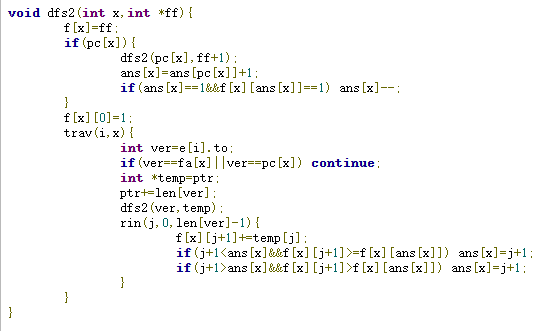 void dfs2(int x,int *ff){
        f[x]=ff;
        if(pc[x]){
                dfs2(pc[x],ff+1);
                ans[x]=ans[pc[x]]+1;
                if(ans[x]==1&&f[x][ans[x]]==1) ans[x]--;
        }
        f[x][0]=1;
        trav(i,x){
                int ver=e[i].to;
                if(ver==fa[x]||ver==pc[x]) continue;
                int *temp=ptr;
                ptr+=len[ver];
                dfs2(ver,temp);
                rin(j,0,len[ver]-1){
                        f[x][j+1]+=temp[j];
                        if(j+1<ans[x]&&f[x][j+1]>=f[x][ans[x]]) ans[x]=j+1;
                        if(j+1>ans[x]&&f[x][j+1]>f[x][ans[x]]) ans[x]=j+1;
                }
        }
}